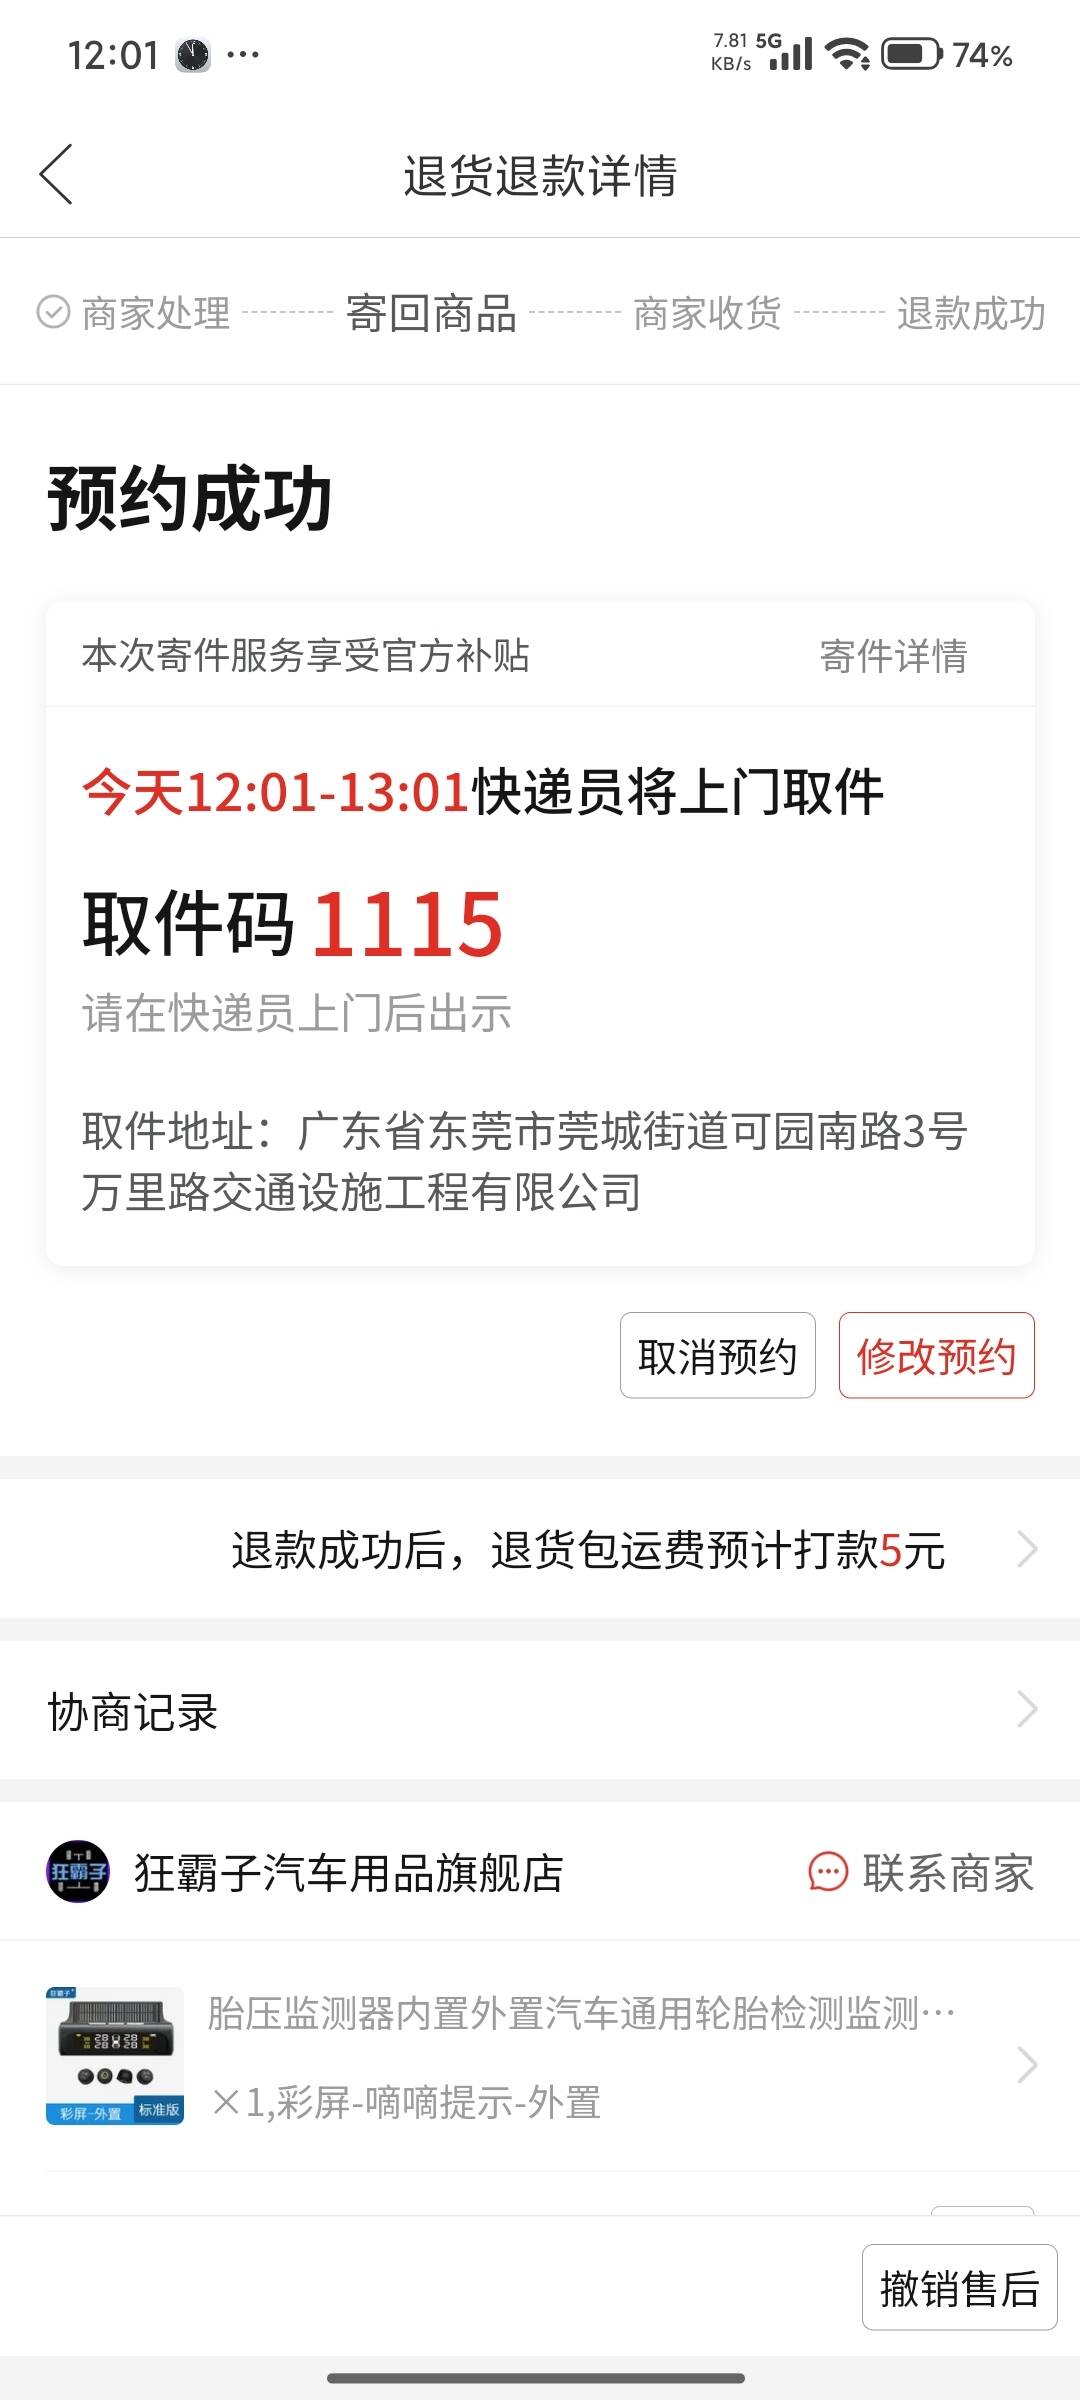 12:01 ··· 7.81 KB/s 5G 74%
退货退款详情
商家处理 寄回商品 商家收货 退款成功
预约成功
本次寄件服务享受官方补贴 寄件详情
今天12:01-13:01快递员将上门取件
取件码 1115
请在快递员上门后出示
取件地址：广东省东莞市莞城街道可园南路3号
万里路交通设施工程有限公司
取消预约 修改预约
退款成功后，退货包运费预计打款5元
协商记录
狂霸子
狂霸子汽车用品旗舰店 联系商家
狂霸子
胎压监测器内置外置汽车通用轮胎检测监测···
28 28
28 28
×1,彩屏-嘀嘀提示-外置
彩屏-外置 标准版
撤销售后